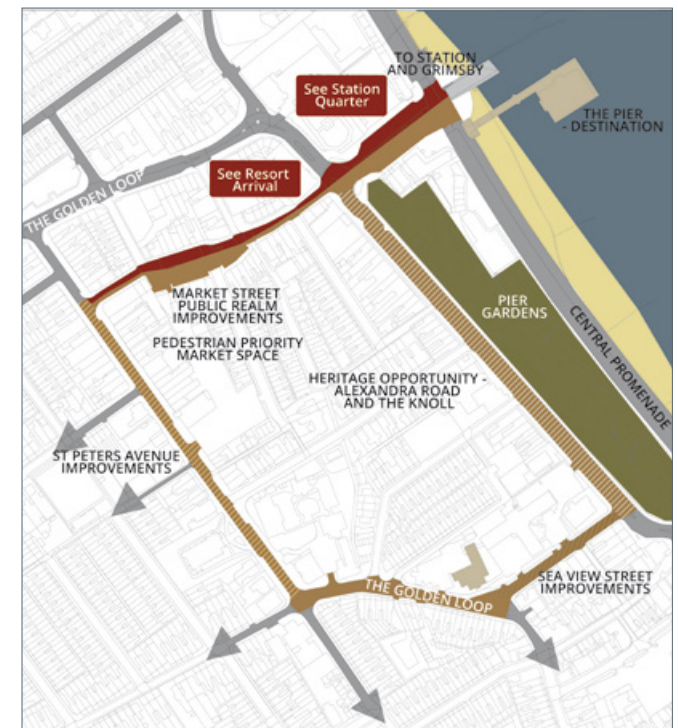 TO STATION
AND GRIMSBY
See Station
Quarter
THE PIER
- DESTINATION
See Resort
Arrival
THE GOLDEN LOOP
MARKET STREET
PUBLIC REALM
IMPROVEMENTS
PEDESTRIAN PRIORITY
MARKET SPACE
PIER
GARDENS
CENTRAL PROMENADE
HERITAGE OPPORTUNITY -
ALEXANDRA ROAD
AND THE KNOLL
ST PETERS AVENUE
IMPROVEMENTS
THE GOLDEN LOOP
SEA VIEW STREET
IMPROVEMENTS